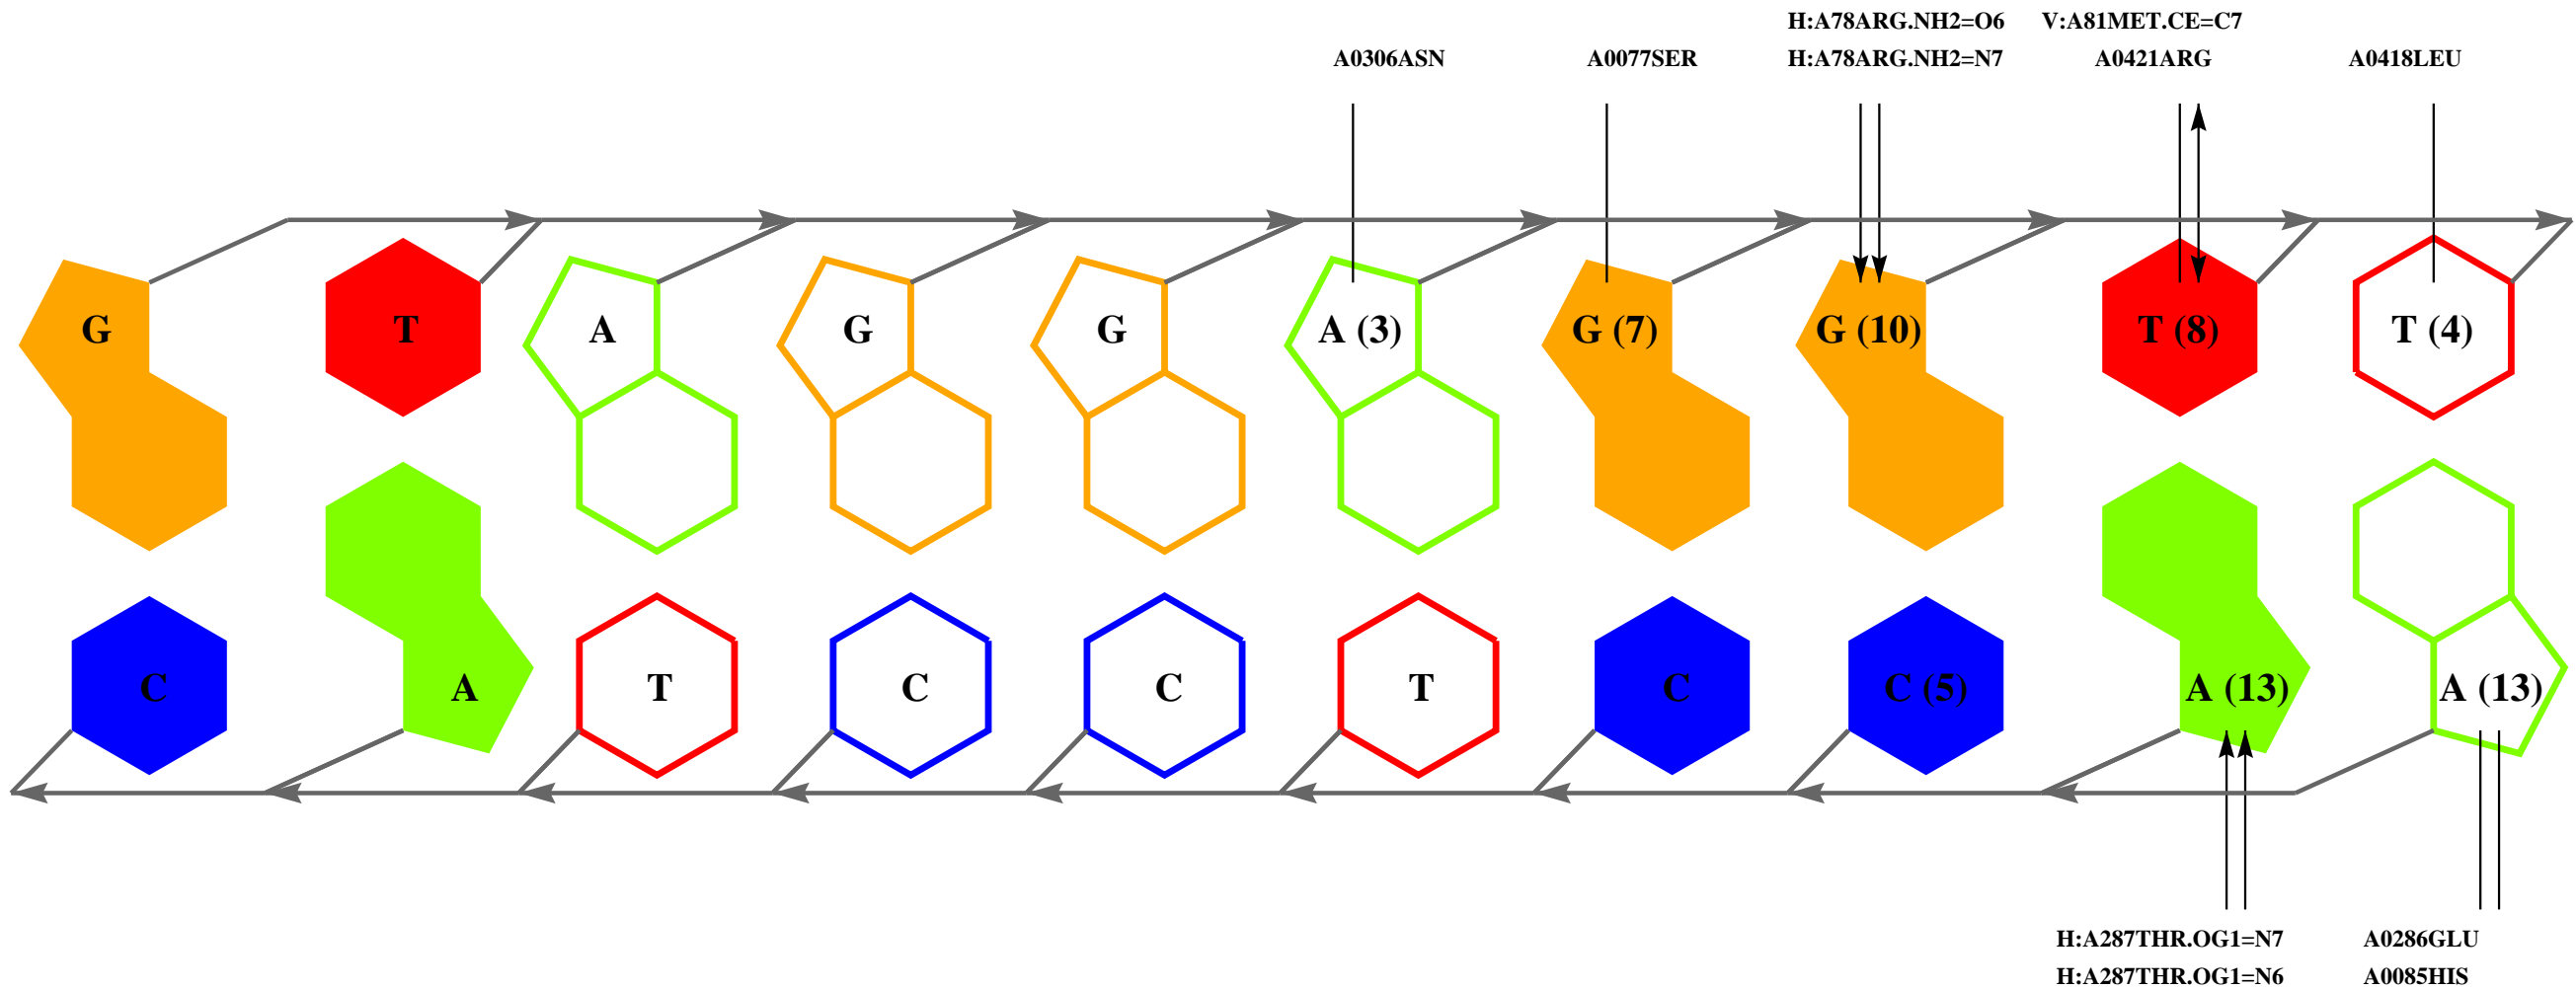 H:A78ARG.NH2=O6 V:A81MET.CE=C7
A0306ASN A0077SER H:A78ARG.NH2=N7 A0421ARG A0418LEU
G T A G G A (3) G (7) G (10) T (8) T (4)
C A T C C T C C (5) A (13) A (13)
H:A287THR.OG1=N7 A0286GLU
H:A287THR.OG1=N6 A0085HIS